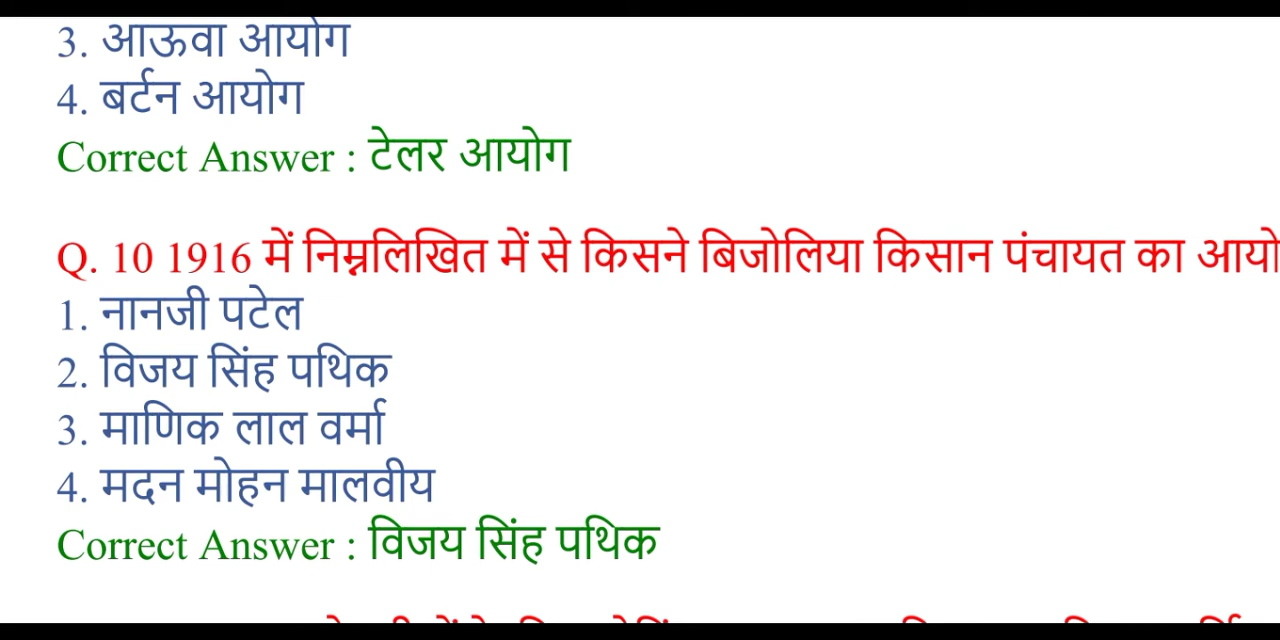 3. आऊवा आयोग
4. बर्टन आयोग
Correct Answer : टेलर आयोग
Q. 10 1916 में निम्नलिखित में से किसने बिजोलिया किसान पंचायत का आयो
1. नानजी पटेल
2. विजय सिंह पथिक
3. माणिक लाल वर्मा
4. मदन मोहन मालवीय
Correct Answer : विजय सिंह पथिक